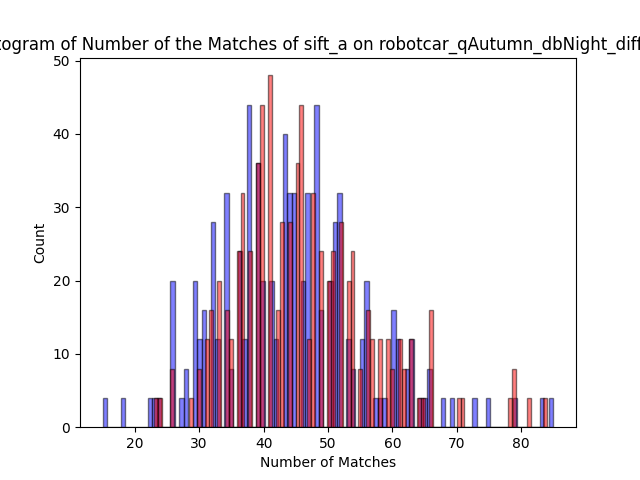 togram of Number of the Matches of sift_a on robotcar_qAutumn_dbNight_diff
50
40
30
20
10
0
Count
20 30 40 50 60 70 80
Number of Matches